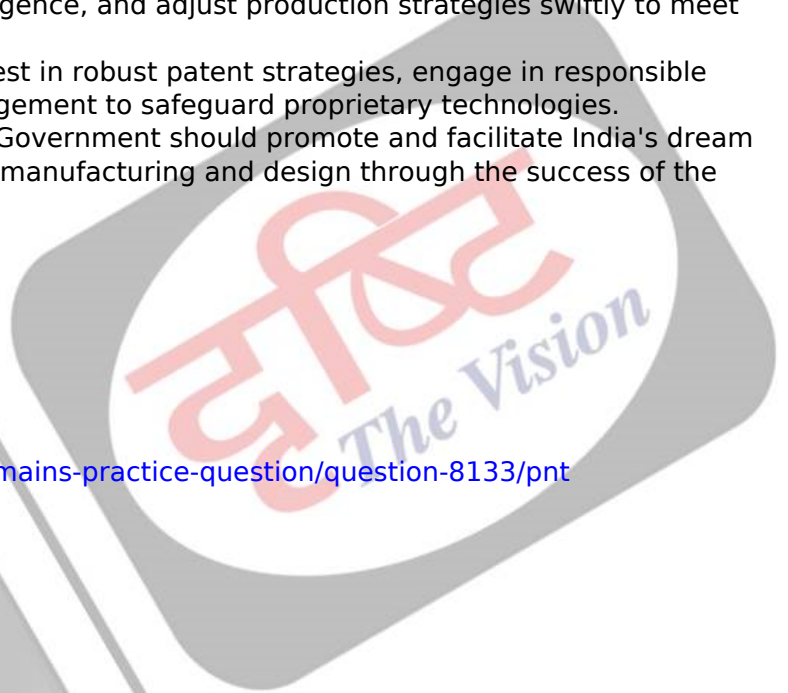 gence, and adjust production strategies swiftly to meet
est in robust patent strategies, engage in responsible
gement to safeguard proprietary technologies.
Government should promote and facilitate India's dream
manufacturing and design through the success of the
दृष्टि
The Vision
mains-practice-question/question-8133/pnt